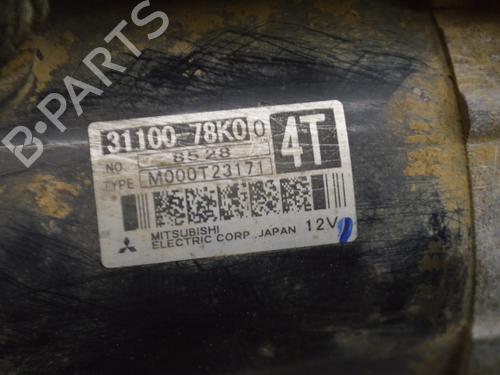 31100-78K00
4T
NO. 8528
TYPE M000T23171
MITSUBISHI
ELECTRIC CORP., JAPAN 12V
B-PARTS